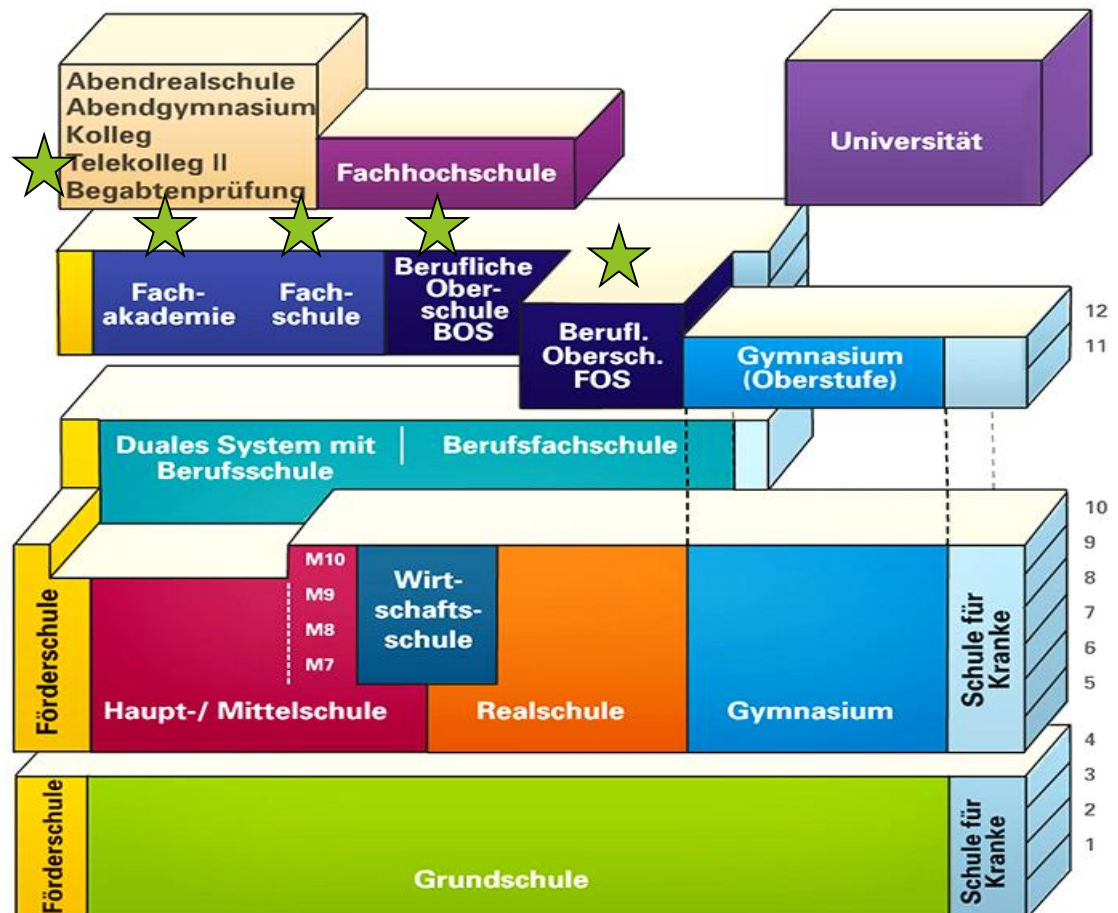 Abendrealschule
Abendgymnasium
Kolleg
Telekolleg II
Begabtenprüfung
Fachhochschule
Universität
Fach-
akademie
Fach-
schule
Berufliche
Ober-
schule
BOS
Berufl.
Obersch.
FOS
Gymnasium
(Oberstufe)
12
11
Duales System mit
Berufsschule
Berufsfachschule
10
9
8
7
6
5
Förderschule
M10
M9
M8
M7
Haupt-/ Mittelschule
Wirt-
schafts-
schule
Realschule
Gymnasium
Schule für
Kranke
4
3
2
1
Förderschule
Grundschule
Schule für
Kranke